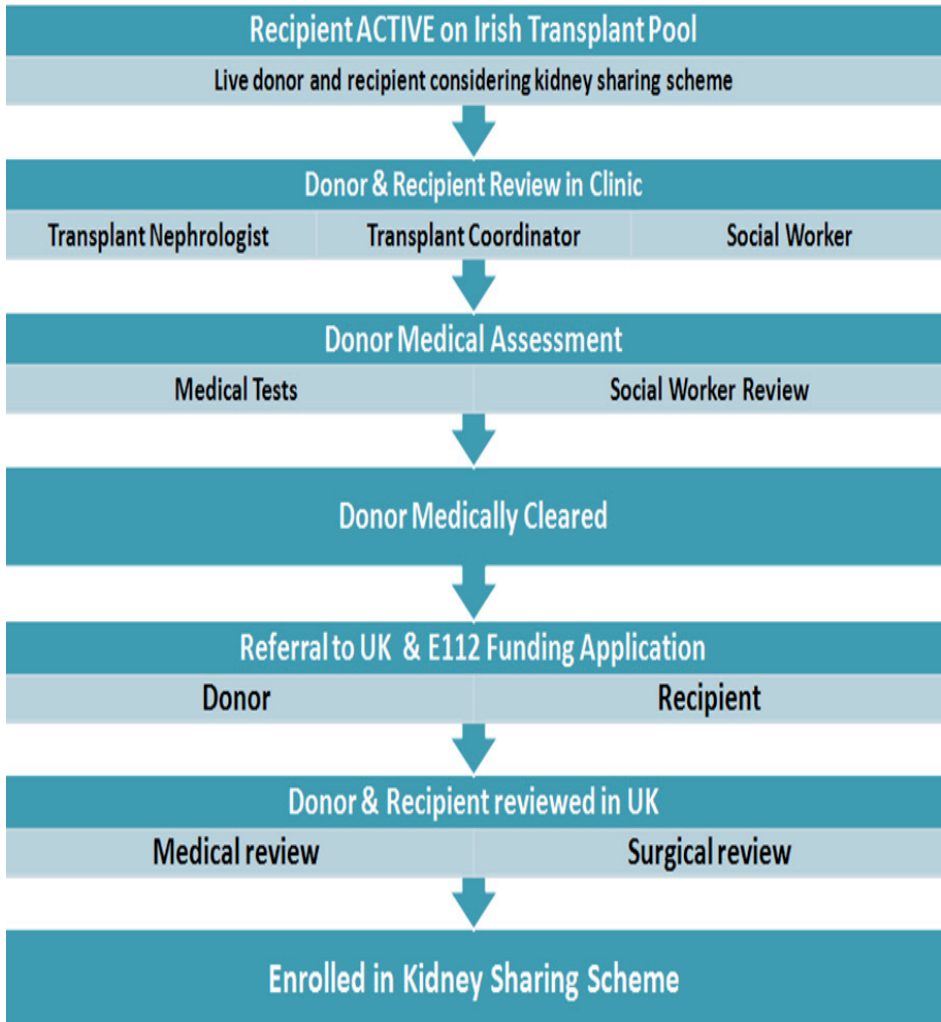 Recipient ACTIVE on Irish Transplant Pool
Live donor and recipient considering kidney sharing scheme
Donor & Recipient Review in Clinic
Transplant Nephrologist
Transplant Coordinator
Social Worker
Donor Medical Assessment
Medical Tests
Social Worker Review
Donor Medically Cleared
Referral to UK & E112 Funding Application
Donor
Recipient
Donor & Recipient reviewed in UK
Medical review
Surgical review
Enrolled in Kidney Sharing Scheme